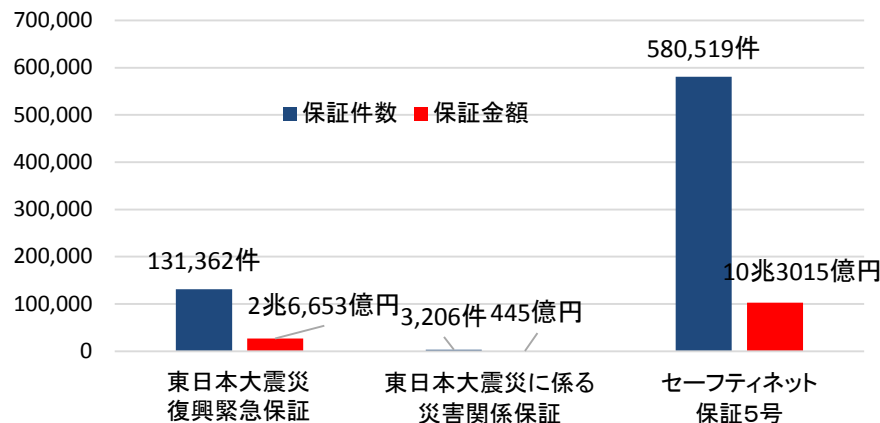 700,000
600,000
500,000
400,000
300,000
200,000
100,000
0
580,519件
保証件数 保証金額
131,362件
2兆6,653億円
3,206件
445億円
10兆3015億円
東日本大震災
復興緊急保証
東日本大震災に係る
災害関係保証
セーフティネット
保証5号